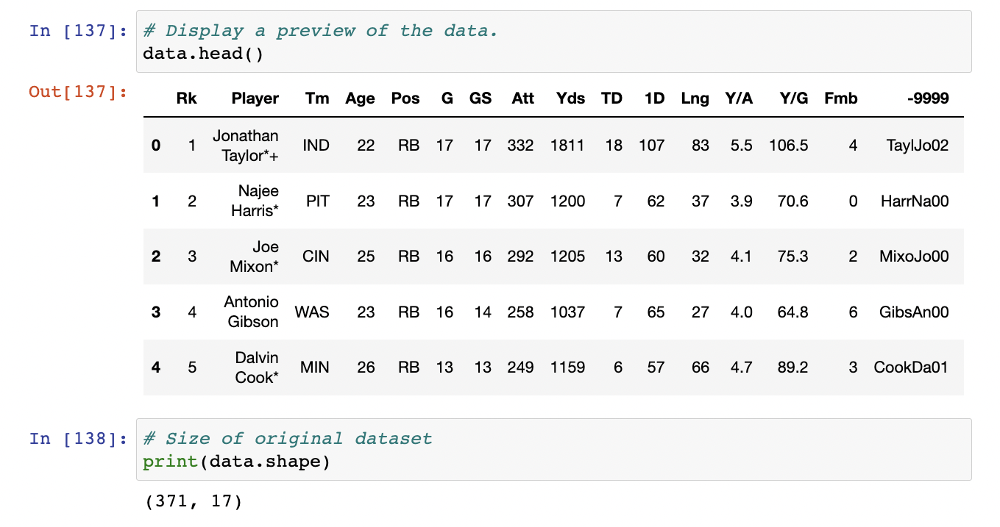 In [137]: # Display a preview of the data.
data.head()
Out[137]:
Rk Player Tm Age Pos G GS Att Yds TD 1D Lng Y/A Y/G Fmb -9999
0 1 Jonathan Taylor*+ IND 22 RB 17 17 332 1811 18 107 83 5.5 106.5 4 TaylJo02
1 2 Najee Harris* PIT 23 RB 17 17 307 1200 7 62 37 3.9 70.6 0 HarrNa00
2 3 Joe Mixon* CIN 25 RB 16 16 292 1205 13 60 32 4.1 75.3 2 MixoJo00
3 4 Antonio Gibson WAS 23 RB 16 14 258 1037 7 65 27 4.0 64.8 6 GibsAn00
4 5 Dalvin Cook* MIN 26 RB 13 13 249 1159 6 57 66 4.7 89.2 3 CookDa01
In [138]: # Size of original dataset
print(data.shape)
(371, 17)